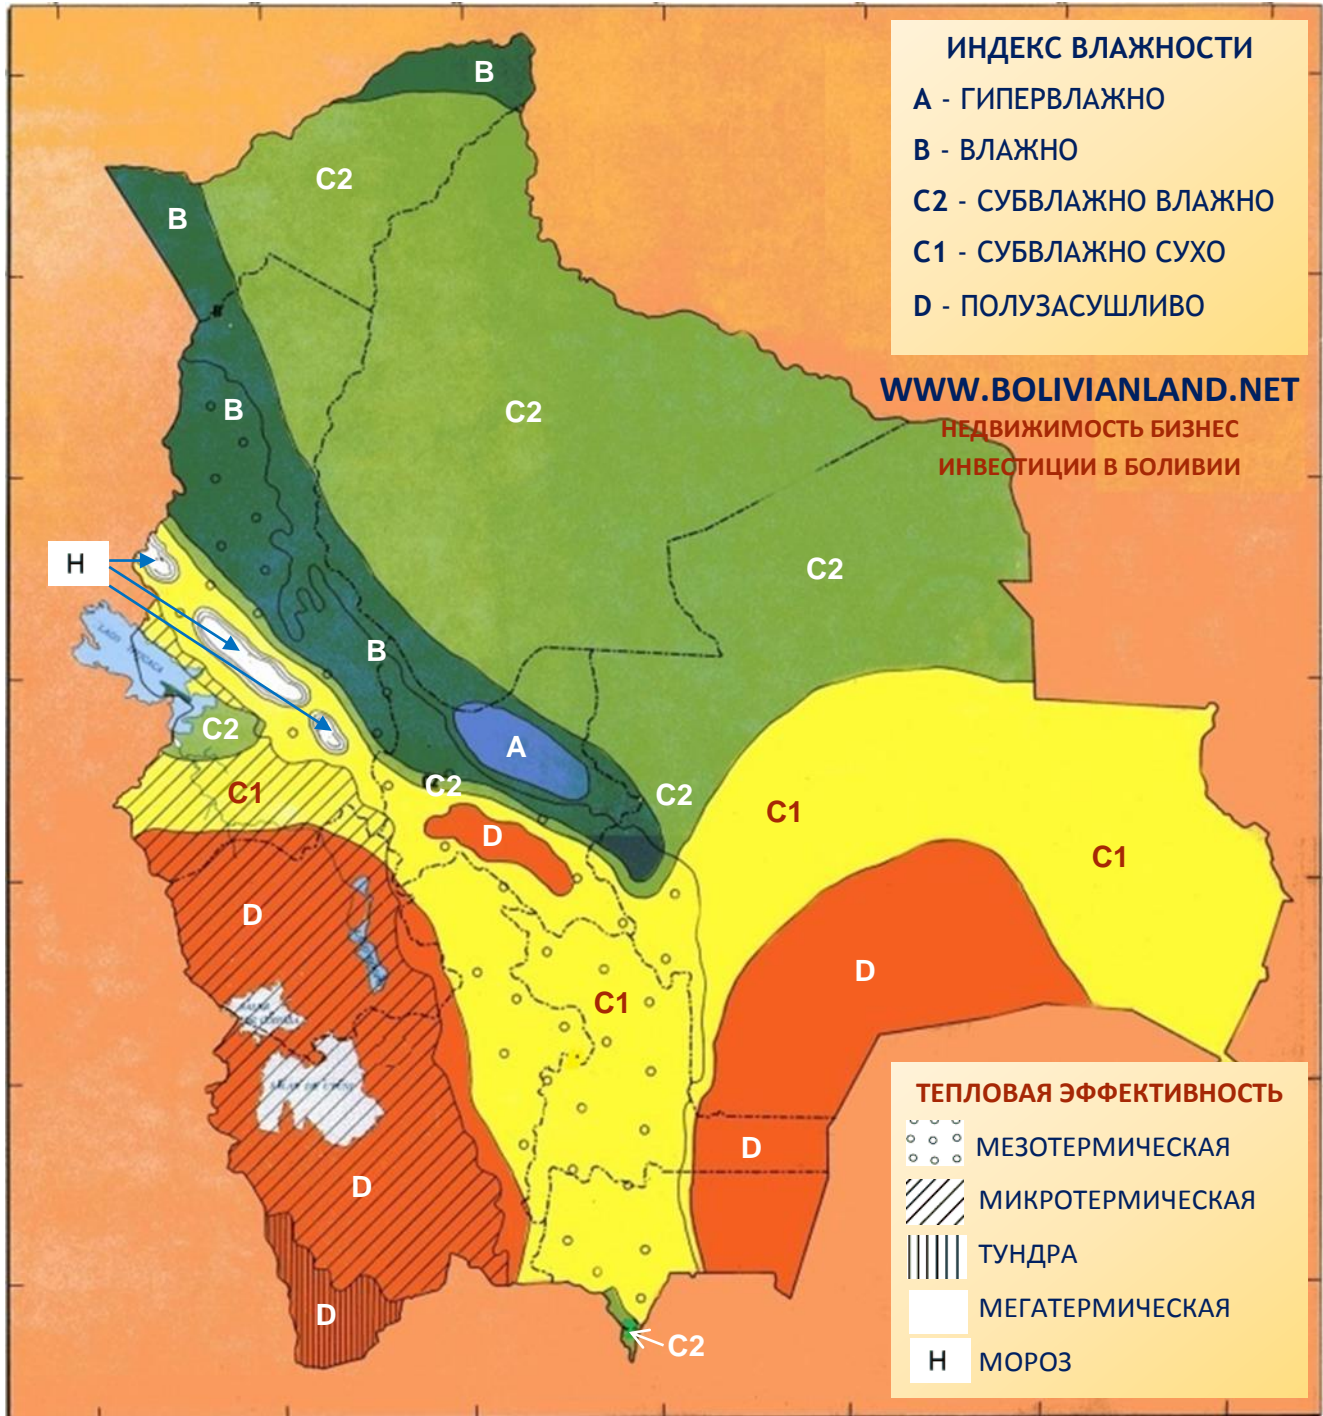 ИНДЕКС ВЛАЖНОСТИ
A - ГИПЕРВЛАЖНО
B - ВЛАЖНО
C2 - СУБВЛАЖНО ВЛАЖНО
C1 - СУБВЛАЖНО СУХО
D - ПОЛУЗАСУШЛИВО
WWW.BOLIVIANLAND.NET
НЕДВИЖИМОСТЬ БИЗНЕС
ИНВЕСТИЦИИ В БОЛИВИИ
B
C2
B
B
C2
H
C2
LAGO
B
C2
A
C2
C2
C1
C1
D
C1
D
D
C1
D
D
D
C2
ТЕПЛОВАЯ ЭФФЕКТИВНОСТЬ
МЕЗОТЕРМИЧЕСКАЯ
МИКРОТЕРМИЧЕСКАЯ
ТУНДРА
МЕГАТЕРМИЧЕСКАЯ
H МОРОЗ
D